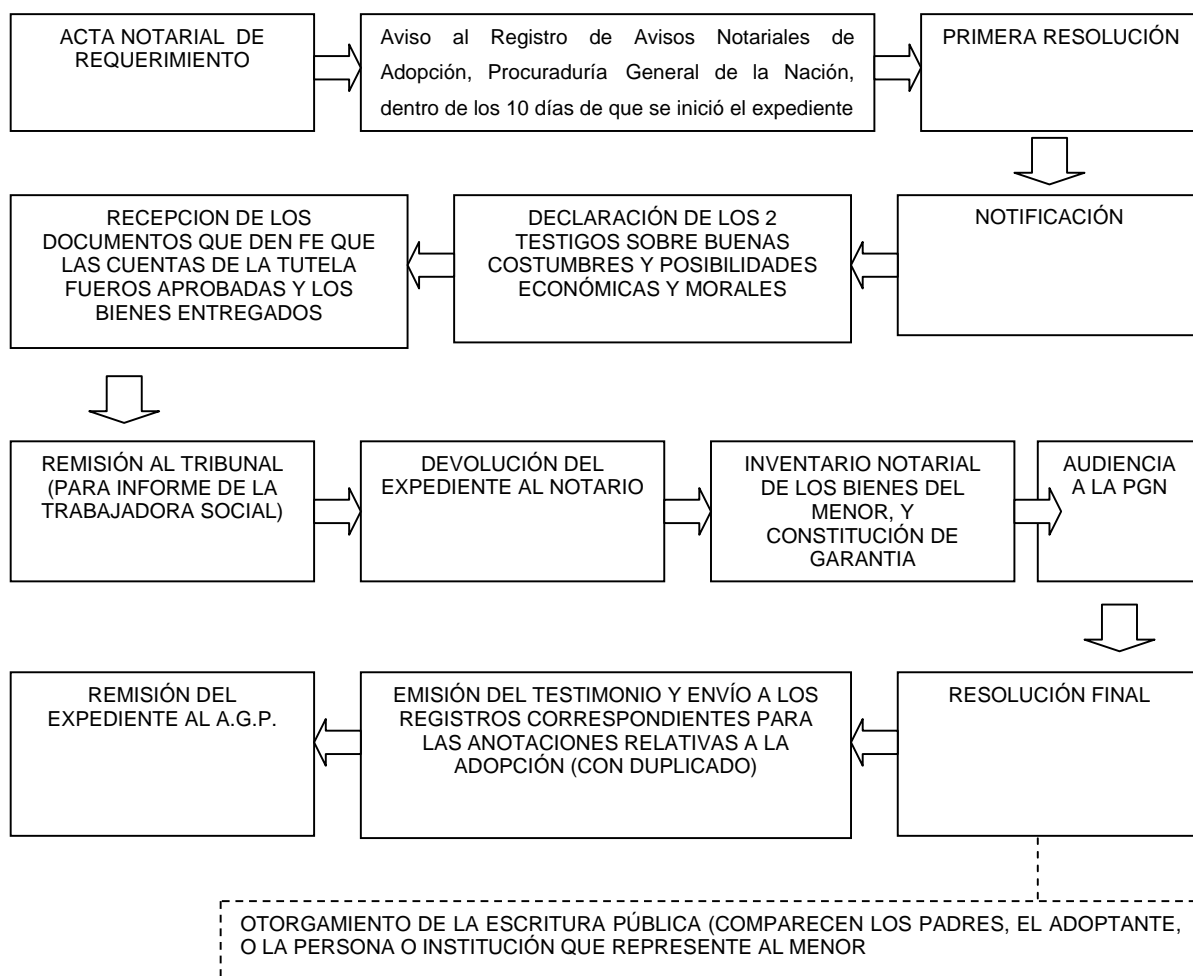 ACTA NOTARIAL DE
REQUERIMIENTO
Aviso al Registro de Avisos Notariales de
Adopción, Procuraduría General de la Nación,
dentro de los 10 días de que se inició el expediente
PRIMERA RESOLUCIÓN
NOTIFICACIÓN
DECLARACIÓN DE LOS 2
TESTIGOS SOBRE BUENAS
COSTUMBRES Y POSIBILIDADES
ECONÓMICAS Y MORALES
RECEPCION DE LOS
DOCUMENTOS QUE DEN FE QUE
LAS CUENTAS DE LA TUTELA
FUEROS APROBADAS Y LOS
BIENES ENTREGADOS
REMISIÓN AL TRIBUNAL
(PARA INFORME DE LA
TRABAJADORA SOCIAL)
DEVOLUCIÓN DEL
EXPEDIENTE AL NOTARIO
INVENTARIO NOTARIAL
DE LOS BIENES DEL
MENOR, Y
CONSTITUCIÓN DE
GARANTIA
AUDIENCIA
A LA PGN
RESOLUCIÓN FINAL
EMISIÓN DEL TESTIMONIO Y ENVÍO A LOS
REGISTROS CORRESPONDIENTES PARA
LAS ANOTACIONES RELATIVAS A LA
ADOPCIÓN (CON DUPLICADO)
REMISIÓN DEL
EXPEDIENTE AL A.G.P.
OTORGAMIENTO DE LA ESCRITURA PÚBLICA (COMPARECEN LOS PADRES, EL ADOPTANTE,
O LA PERSONA O INSTITUCIÓN QUE REPRESENTE AL MENOR